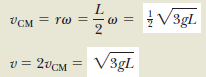 v_CM = rω = L/2 ω = ½√3gL
v = 2v_CM = √3gL